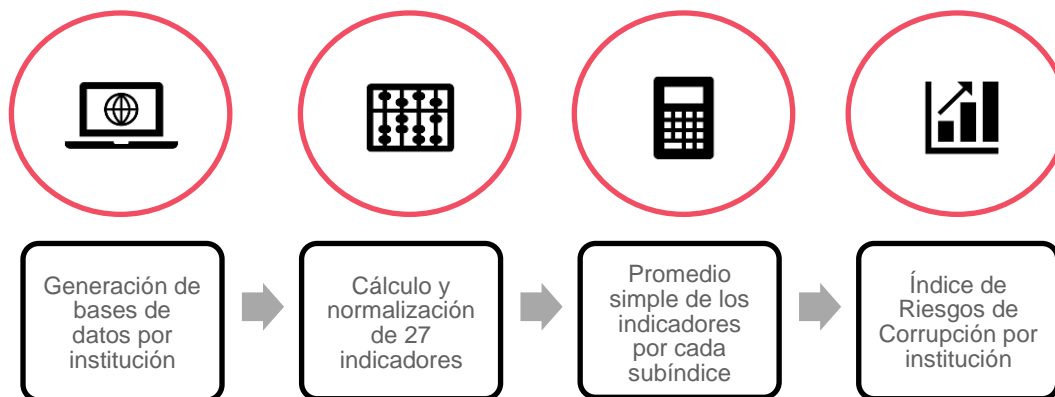 Generación de
bases de
datos por
institución
Cálculo y
normalización
de 27
indicadores
Promedio
simple de los
indicadores
por cada
subíndice
Índice de
Riesgos de
Corrupción por
institución